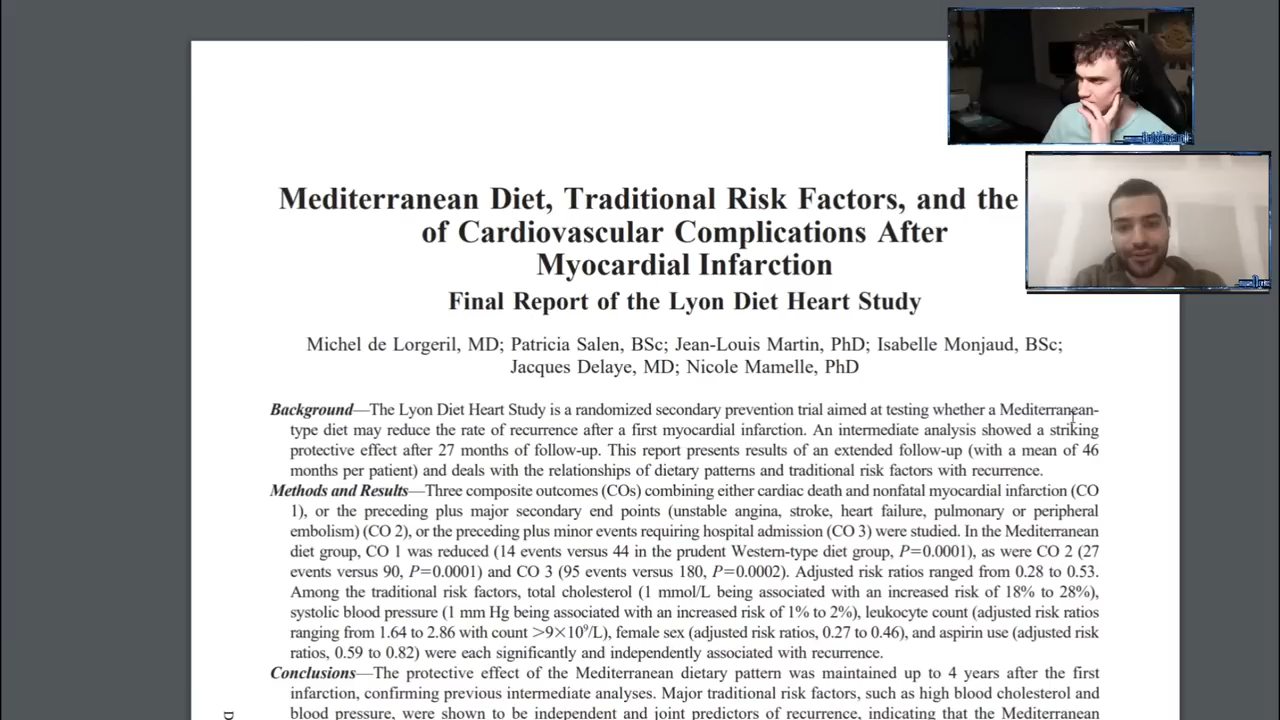 Mediterranean Diet, Traditional Risk Factors, and the
of Cardiovascular Complications After
Myocardial Infarction
Final Report of the Lyon Diet Heart Study
Michel de Lorgeril, MD; Patricia Salen, BSc; Jean-Louis Martin, PhD; Isabelle Monjaud, BSc;
Jacques Delaye, MD; Nicole Mamelle, PhD
Background—The Lyon Diet Heart Study is a randomized secondary prevention trial aimed at testing whether a Mediterranean-
type diet may reduce the rate of recurrence after a first myocardial infarction. An intermediate analysis showed a striking
protective effect after 27 months of follow-up. This report presents results of an extended follow-up (with a mean of 46
months per patient) and deals with the relationships of dietary patterns and traditional risk factors with recurrence.
Methods and Results—Three composite outcomes (COs) combining either cardiac death and nonfatal myocardial infarction (CO
1), or the preceding plus major secondary end points (unstable angina, stroke, heart failure, pulmonary or peripheral
embolism) (CO 2), or the preceding plus minor events requiring hospital admission (CO 3) were studied. In the Mediterranean
diet group, CO 1 was reduced (14 events versus 44 in the prudent Western-type diet group, P=0.0001), as were CO 2 (27
events versus 90, P=0.0001) and CO 3 (95 events versus 180, P=0.0002). Adjusted risk ratios ranged from 0.28 to 0.53.
Among the traditional risk factors, total cholesterol (1 mmol/L being associated with an increased risk of 18% to 28%),
systolic blood pressure (1 mm Hg being associated with an increased risk of 1% to 2%), leukocyte count (adjusted risk ratios
ranging from 1.64 to 2.86 with count >9×10⁹/L), female sex (adjusted risk ratios, 0.27 to 0.46), and aspirin use (adjusted risk
ratios, 0.59 to 0.82) were each significantly and independently associated with recurrence.
Conclusions—The protective effect of the Mediterranean dietary pattern was maintained up to 4 years after the first
infarction, confirming previous intermediate analyses. Major traditional risk factors, such as high blood cholesterol and
blood pressure, were shown to be independent and joint predictors of recurrence, indicating that the Mediterranean
D